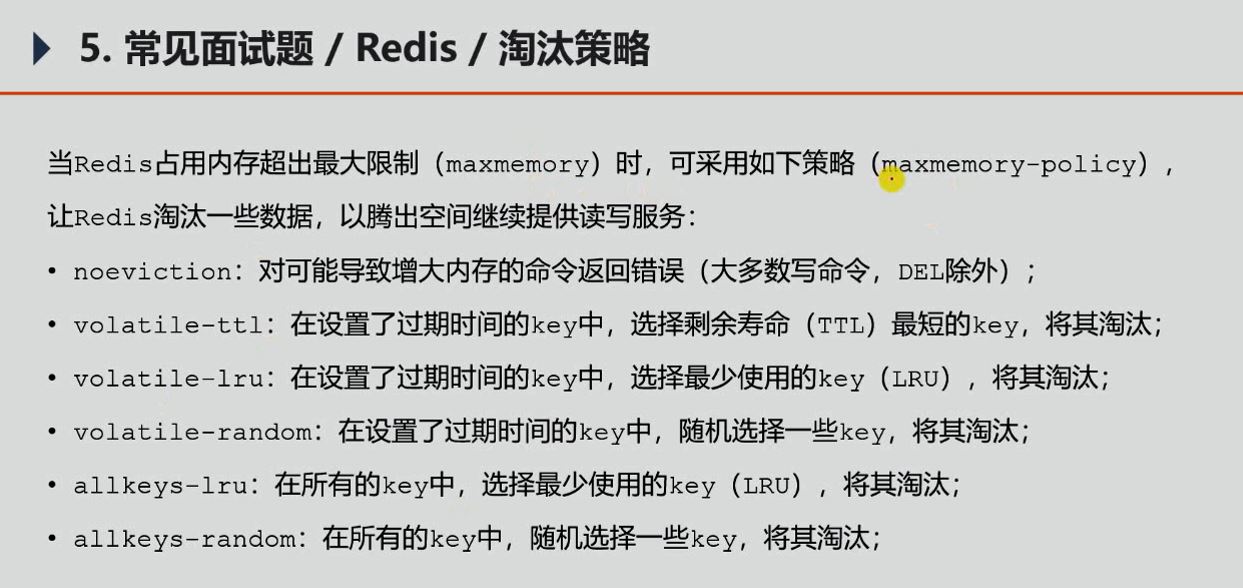 5. 常见面试题 / Redis / 淘汰策略
当Redis占用内存超出最大限制（maxmemory）时，可采用如下策略（maxmemory-policy），
让Redis淘汰一些数据，以腾出空间继续提供读写服务：
• noeviction：对可能导致增大内存的命令返回错误（大多数写命令，DEL除外）；
• volatile-ttl：在设置了过期时间的key中，选择剩余寿命（TTL）最短的key，将其淘汰；
• volatile-lru：在设置了过期时间的key中，选择最少使用的key（LRU），将其淘汰；
• volatile-random：在设置了过期时间的key中，随机选择一些key，将其淘汰；
• allkeys-lru：在所有的key中，选择最少使用的key（LRU），将其淘汰；
• allkeys-random：在所有的key中，随机选择一些key，将其淘汰；